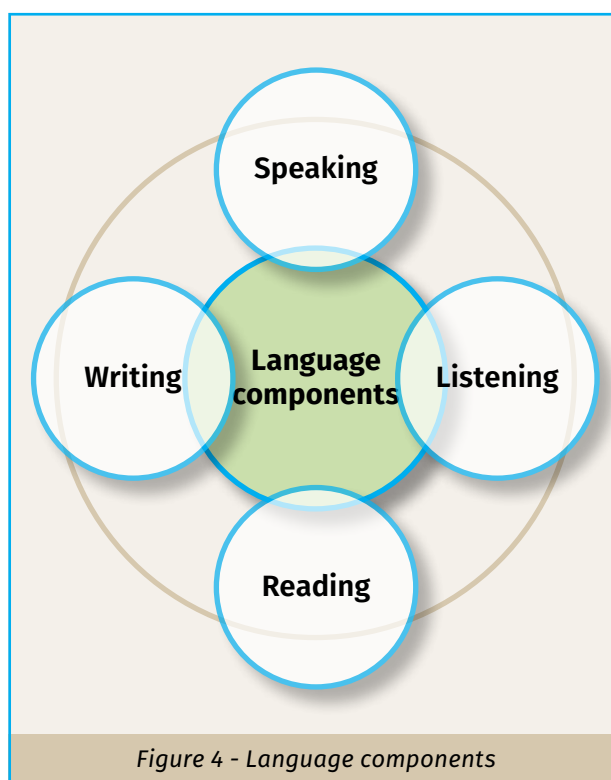 Speaking
Writing
Language
components
Listening
Reading
Figure 4 - Language components